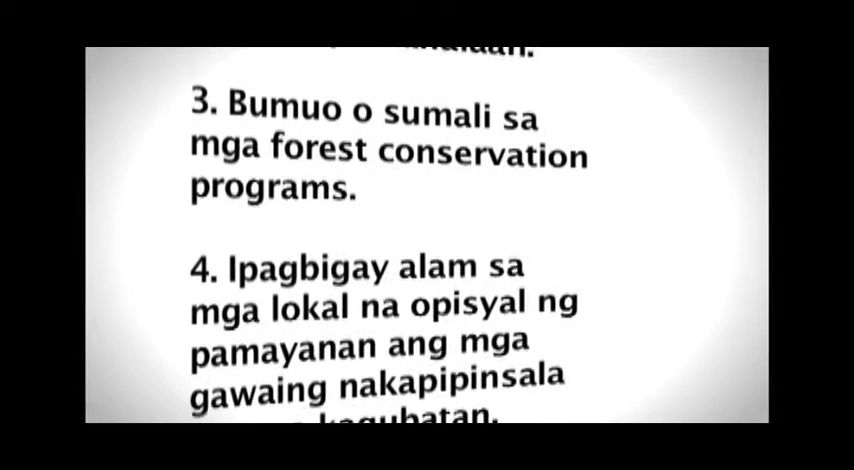 3. Bumuo o sumali sa
mga forest conservation
programs.
4. Ipagbigay alam sa
mga lokal na opisyal ng
pamayanan ang mga
gawaing nakapipinsala
kagubatan.